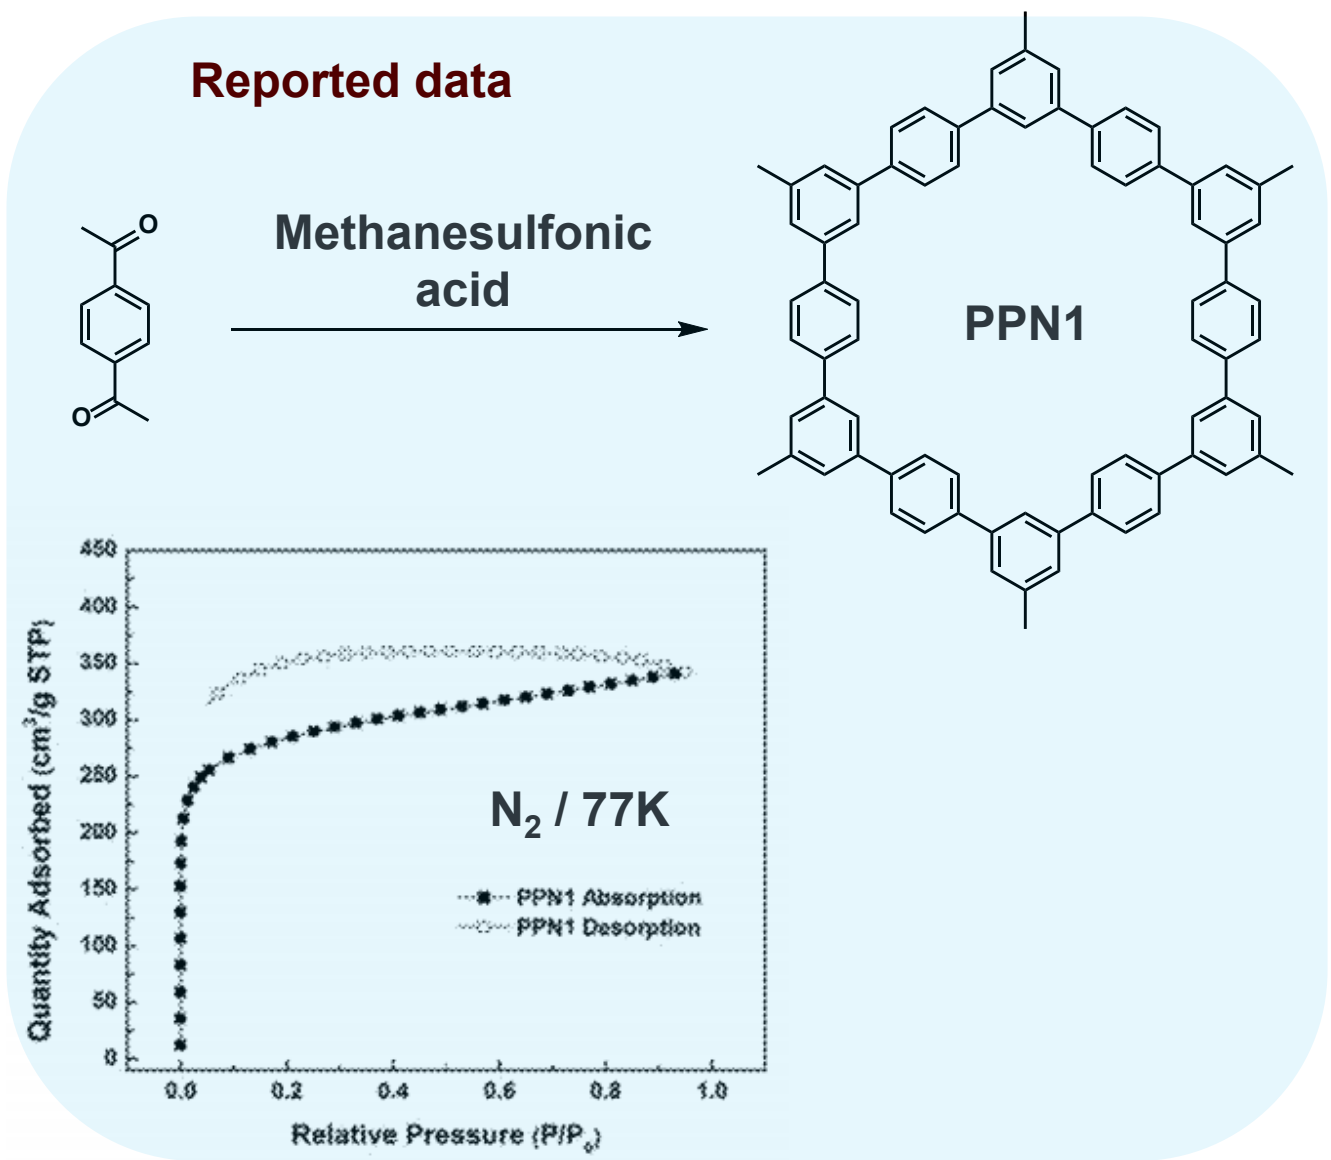 Reported data
O
O
Methanesulfonic
acid
PPN1
450
400
350
300
250
200
150
100
50
0
Quantity Adsorbed (cm³/g STP)
N₂ / 77K
PPN1 Absorption
PPN1 Desorption
0.0 0.2 0.4 0.6 0.8 1.0
Relative Pressure (P/P₀)